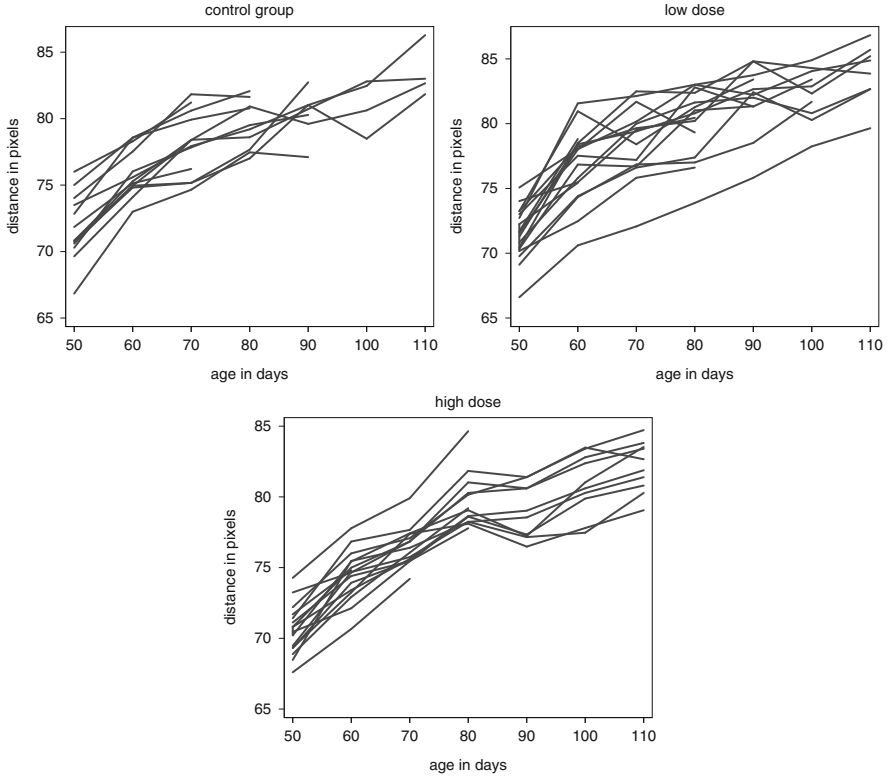 control group
85
80
75
70
65
distance in pixels
50 60 70 80 90 100 110
age in days
low dose
85
80
75
70
65
distance in pixels
50 60 70 80 90 100 110
age in days
high dose
85
80
75
70
65
distance in pixels
50 60 70 80 90 100 110
age in days